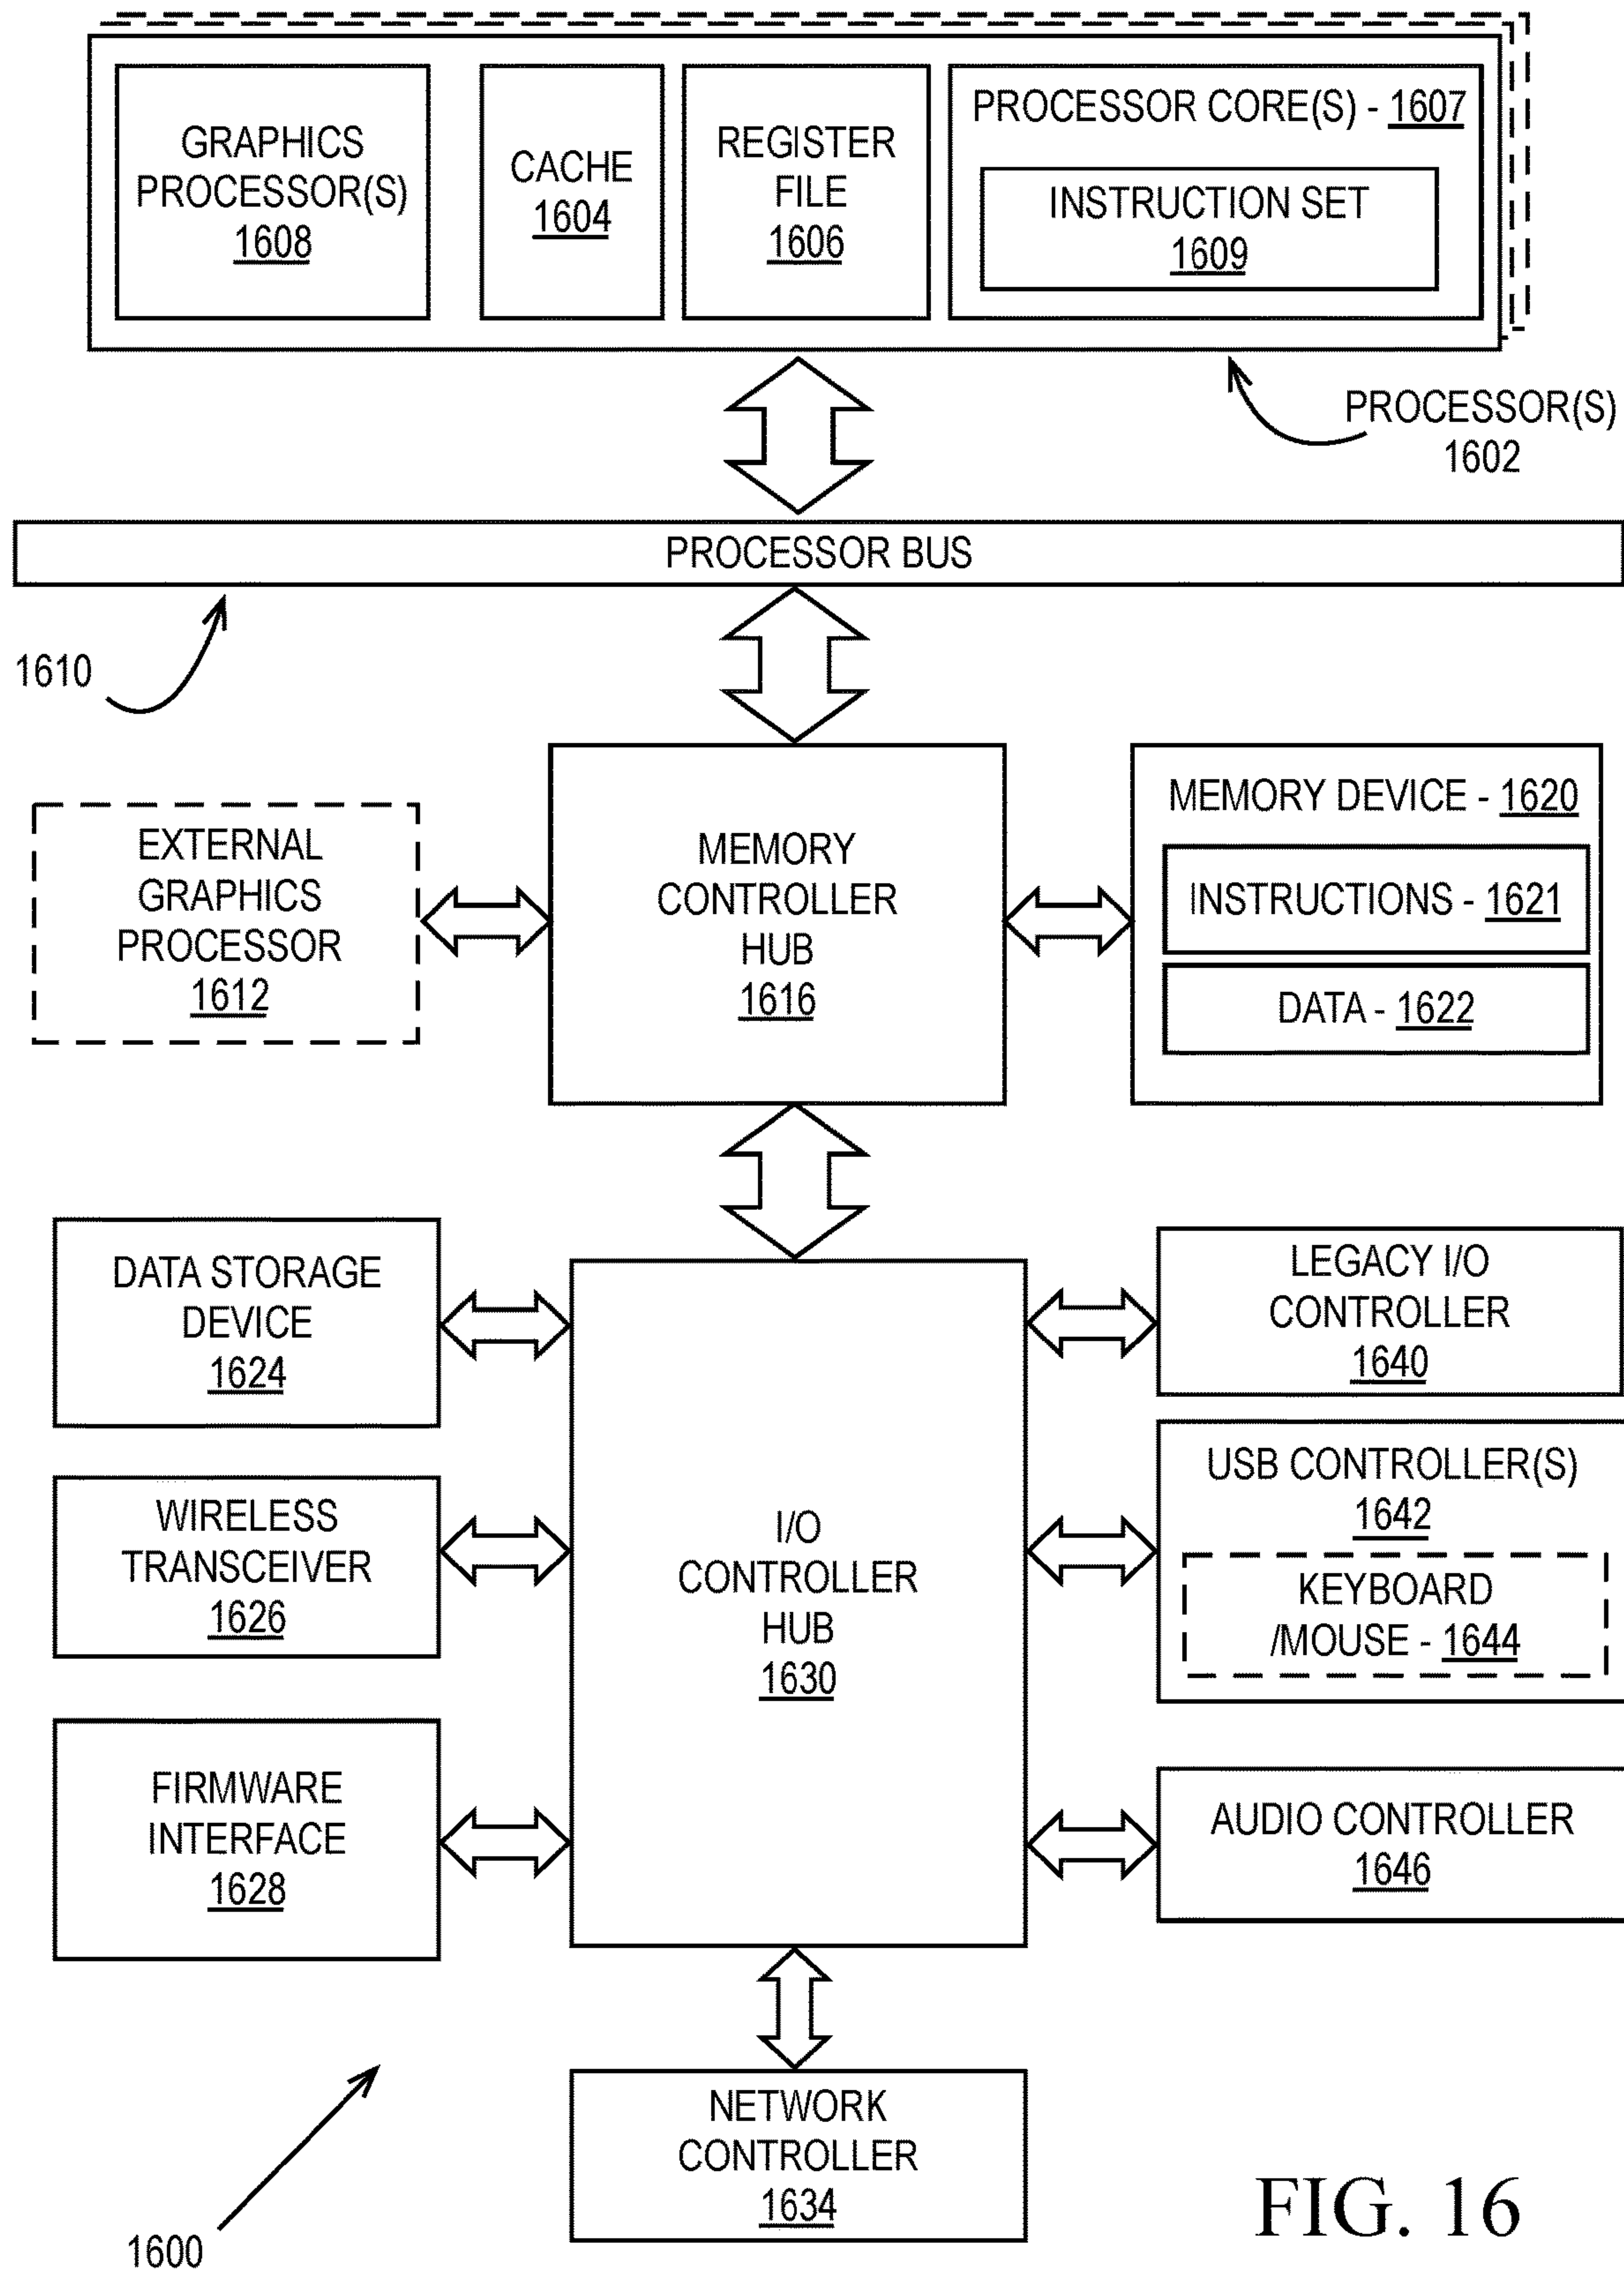 GRAPHICS
PROCESSOR(S)
1608
CACHE
1604
REGISTER
FILE
1606
PROCESSOR CORE(S) - 1607
INSTRUCTION SET
1609
PROCESSOR(S)
1602
PROCESSOR BUS
1610
EXTERNAL
GRAPHICS
PROCESSOR
1612
MEMORY
CONTROLLER
HUB
1616
MEMORY DEVICE - 1620
INSTRUCTIONS - 1621
DATA - 1622
DATA STORAGE
DEVICE
1624
WIRELESS
TRANSCEIVER
1626
FIRMWARE
INTERFACE
1628
I/O
CONTROLLER
HUB
1630
LEGACY I/O
CONTROLLER
1640
USB CONTROLLER(S)
1642
KEYBOARD
/MOUSE - 1644
AUDIO CONTROLLER
1646
NETWORK
CONTROLLER
1634
1600
FIG. 16